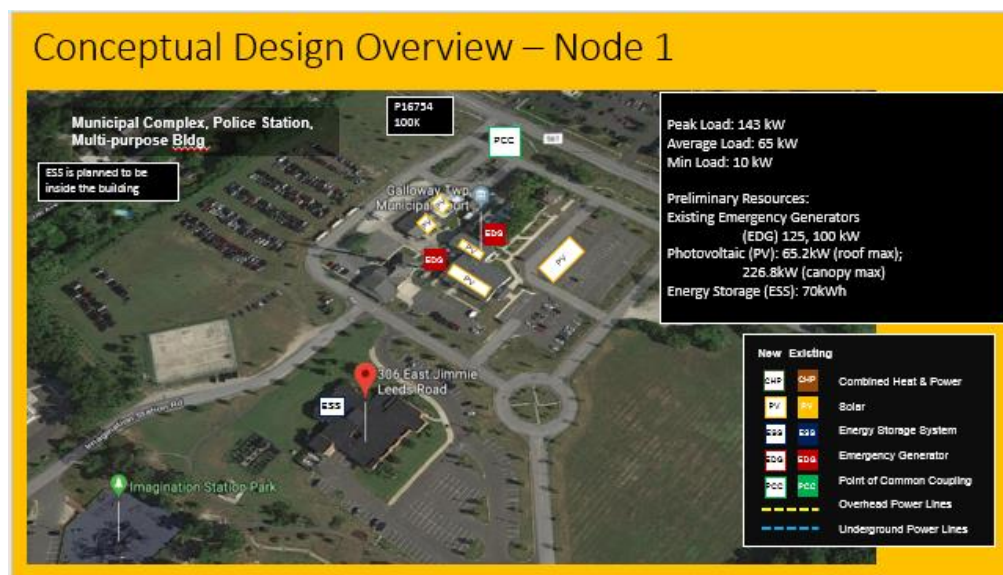 Conceptual Design Overview – Node 1
Municipal Complex, Police Station,
Multi-purpose Bldg
P16754
100K
PCC
561
ESS is planned to be
inside the building
Peak Load: 143 kW
Average Load: 65 kW
Min Load: 10 kW
Preliminary Resources:
Existing Emergency Generators
(EDG) 125, 100 kW
Photovoltaic (PV): 65.2kW (roof max);
226.8kW (canopy max)
Energy Storage (ESS): 70kWh
Galloway Twp
Municipal Court
PV
PV
EDG
PV
EDG
PV
PV
306 East Jimmie
Leeds Road
ESS
Imagination Station Rd
Imagination Station Park
New Existing
CHP CHP Combined Heat & Power
PV PV Solar
ESS ESS Energy Storage System
EDG EDG Emergency Generator
PCC PCC Point of Common Coupling
Overhead Power Lines
Underground Power Lines